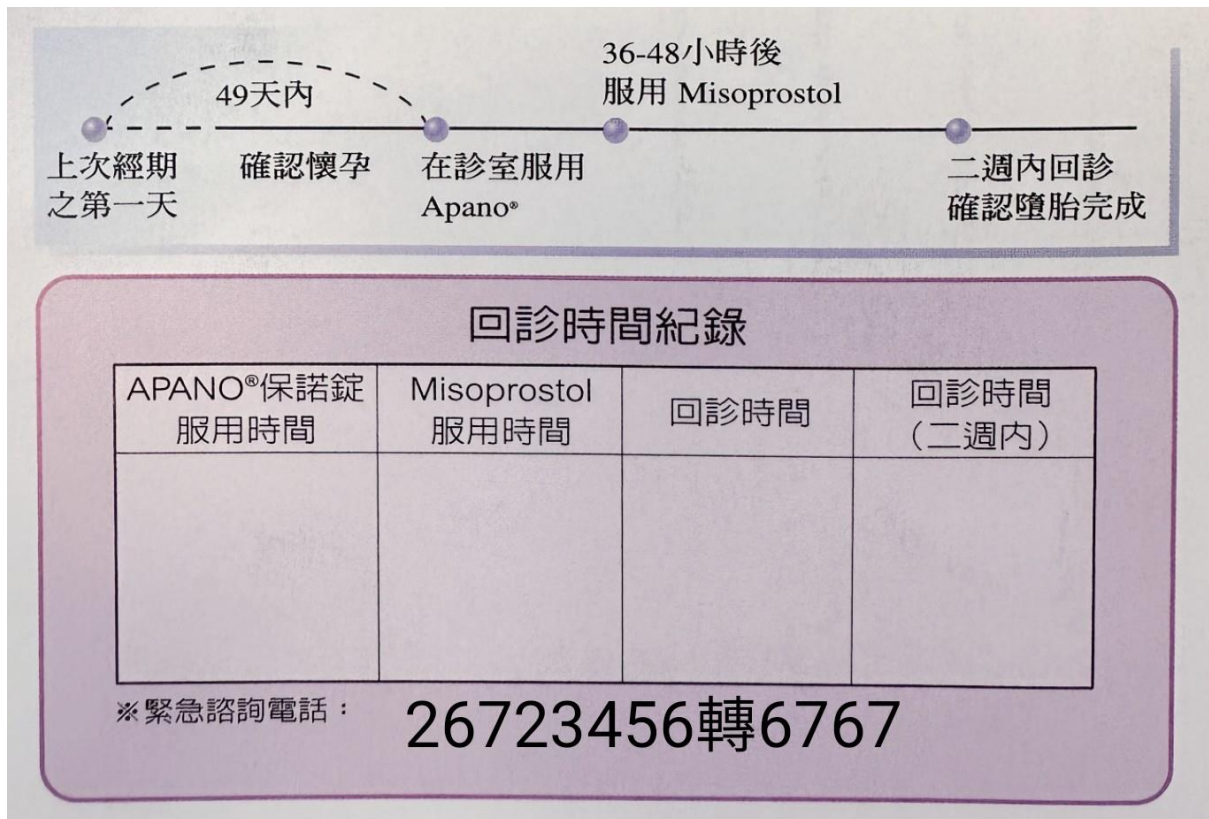 36-48小時後
服用 Misoprostol
49天內
上次經期
之第一天
確認懷孕
在診室服用
Apano®
二週內回診
確認墮胎完成
回診時間紀錄
APANO®保諾錠
服用時間
Misoprostol
服用時間
回診時間
回診時間
（二週內）
※緊急諮詢電話：
26723456轉6767